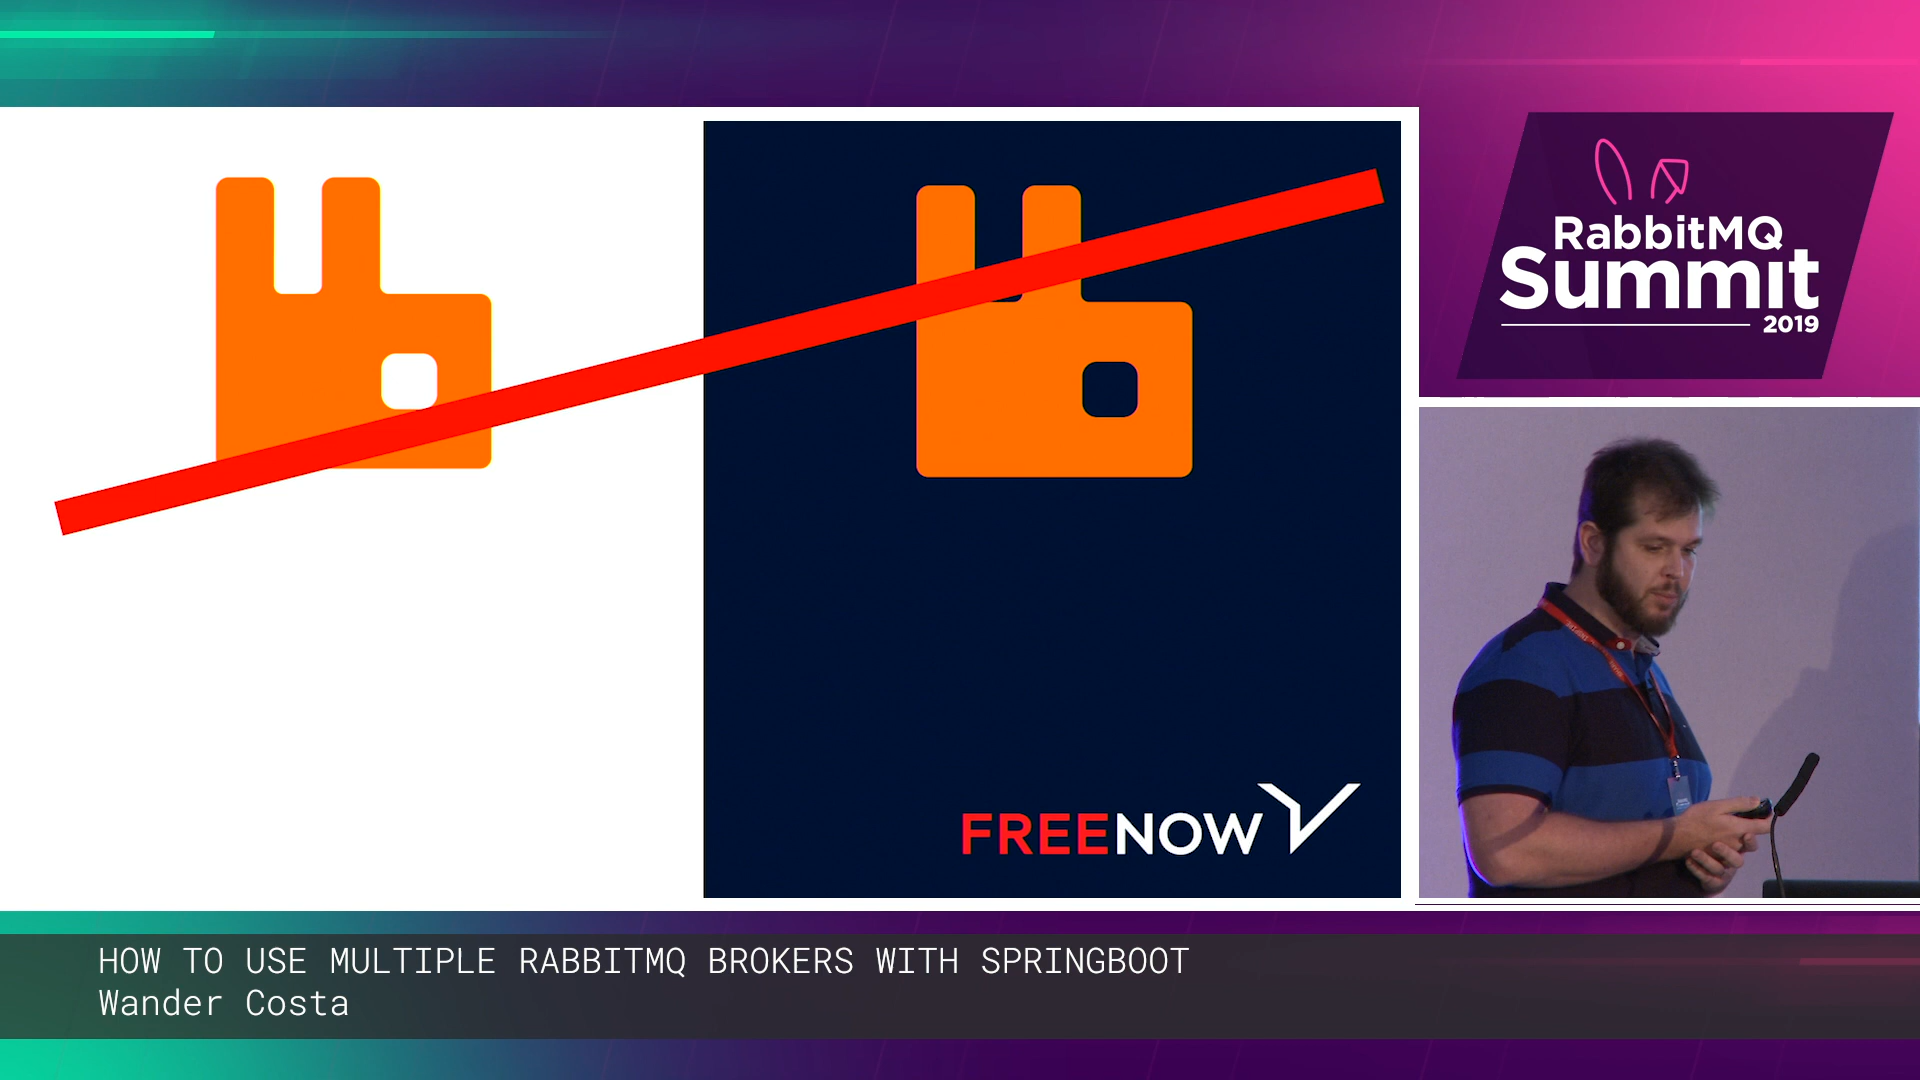 RabbitMQ
Summit
2019
FREENOW
HOW TO USE MULTIPLE RABBITMQ BROKERS WITH SPRINGBOOT
Wander Costa